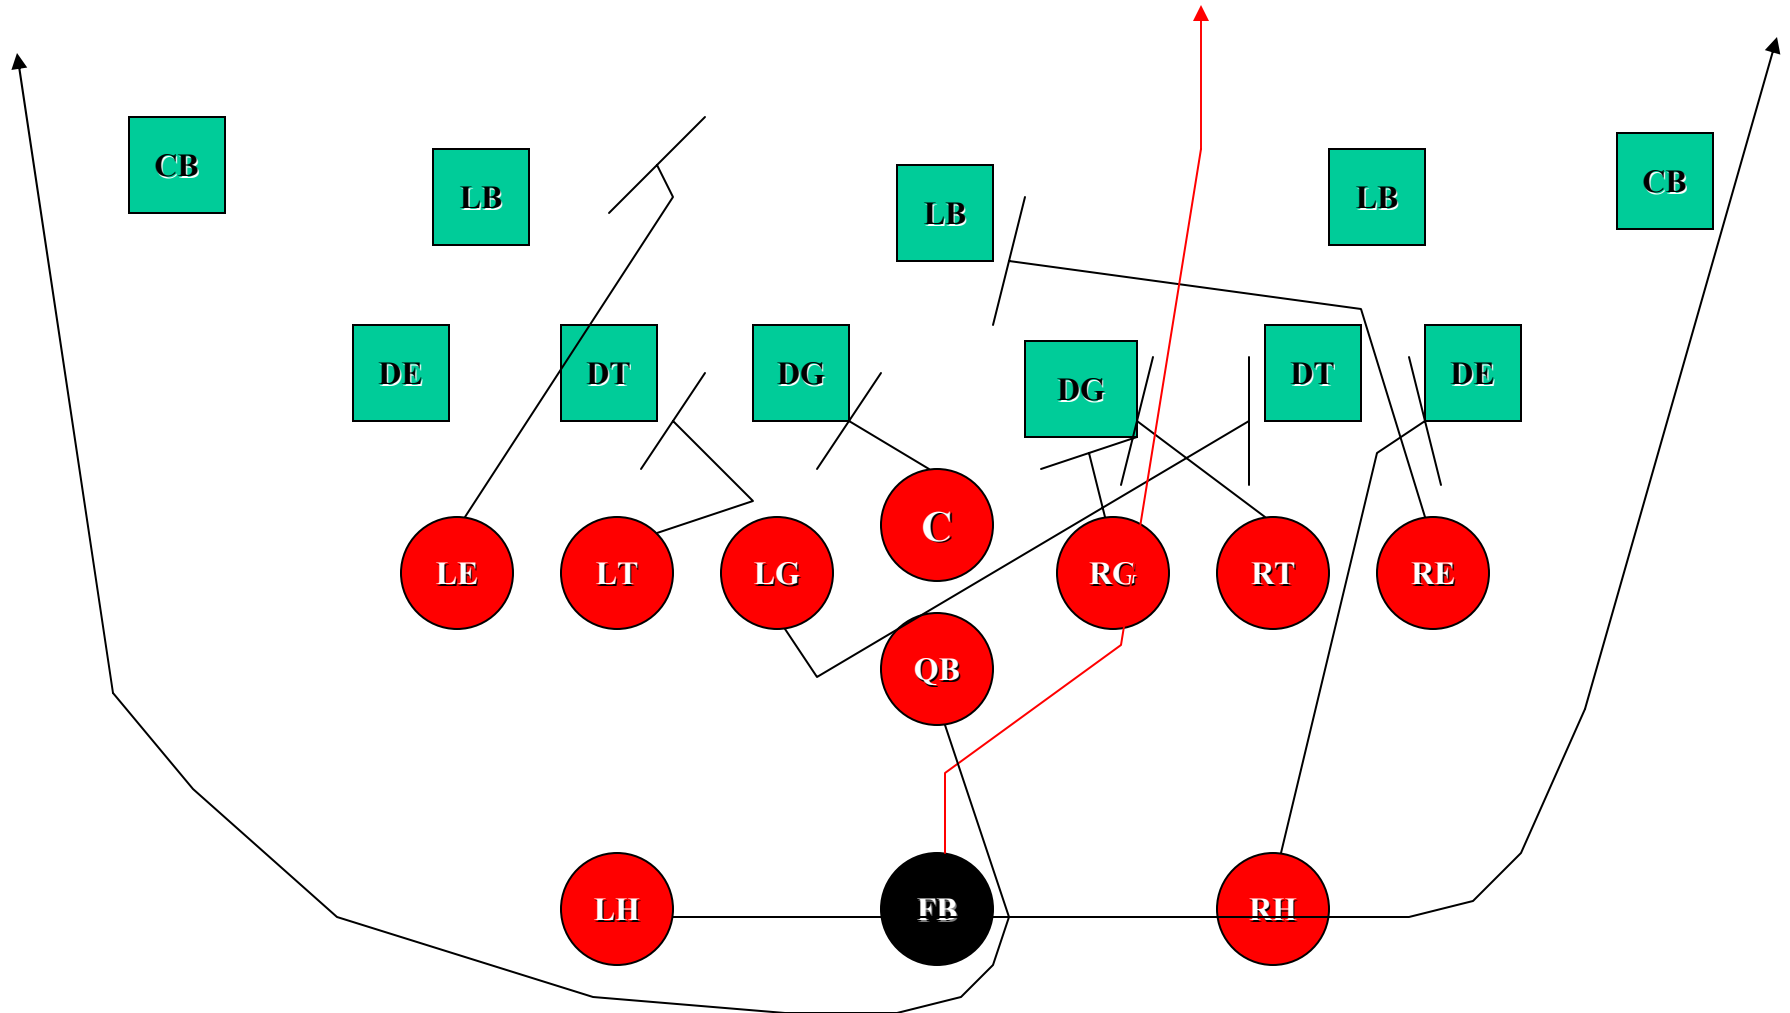 CB
LB
LB
LB
CB
DE
DT
DG
DG
DT
DE
C
LE
LT
LG
RG
RT
RE
QB
LH
FB
RH